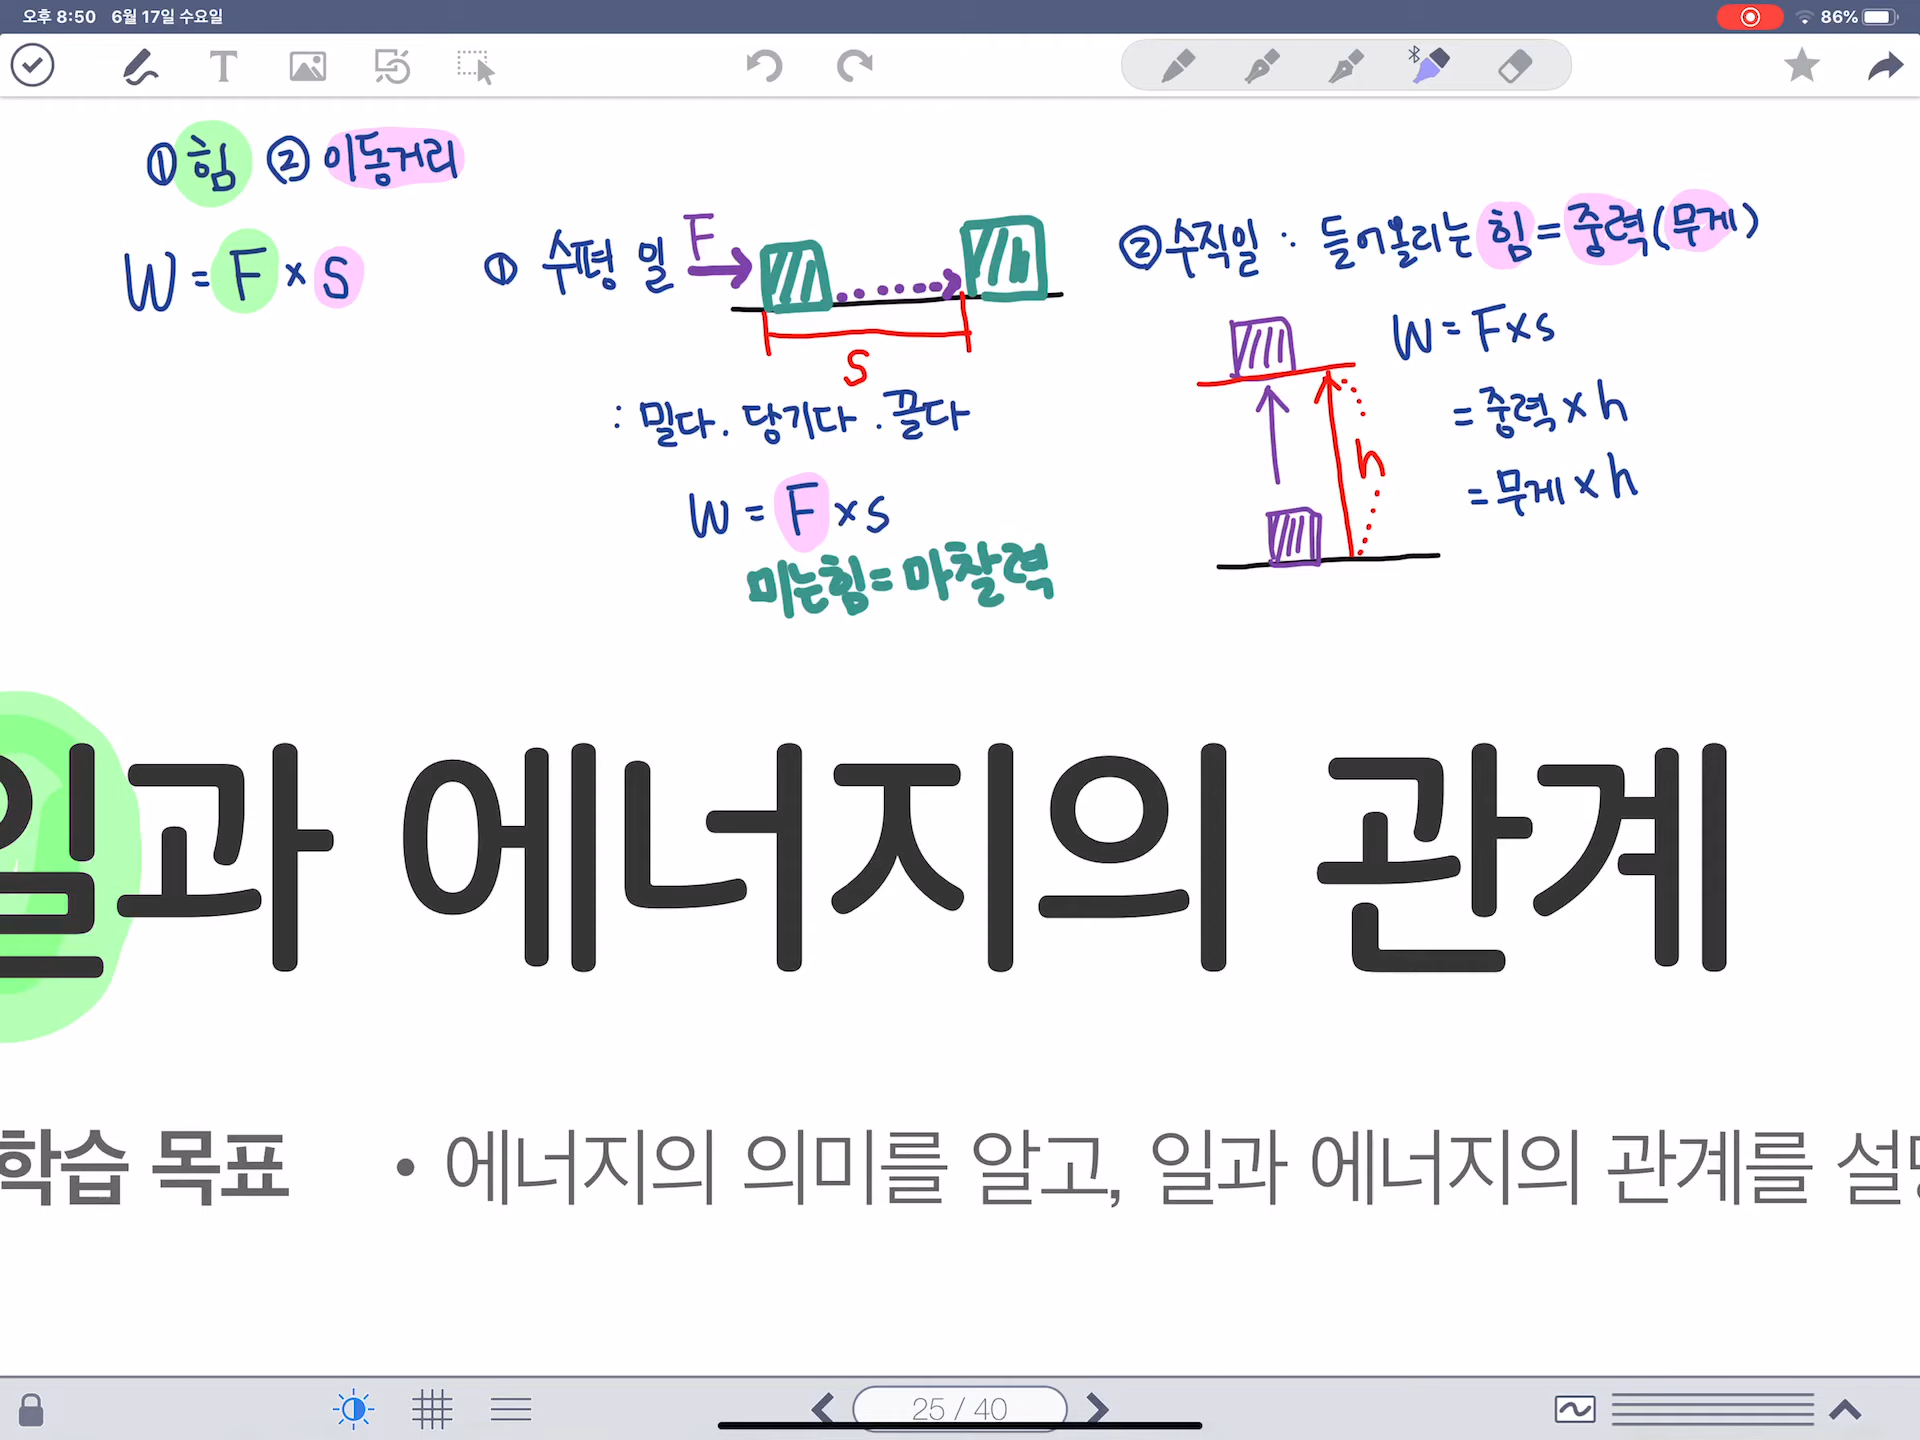 오후 8:50 6월 17일 수요일
86%
① 힘 ② 이동거리
W = F × S
① 수평 일
F
S
: 밀다. 당기다. 끌다
W = F × S
미는힘 = 마찰력
② 수직일 : 들어올리는 힘 = 중력(무게)
h
W = F × S
= 중력 × h
= 무게 × h
일과 에너지의 관계
학습 목표 • 에너지의 의미를 알고, 일과 에너지의 관계를 설
25 / 40